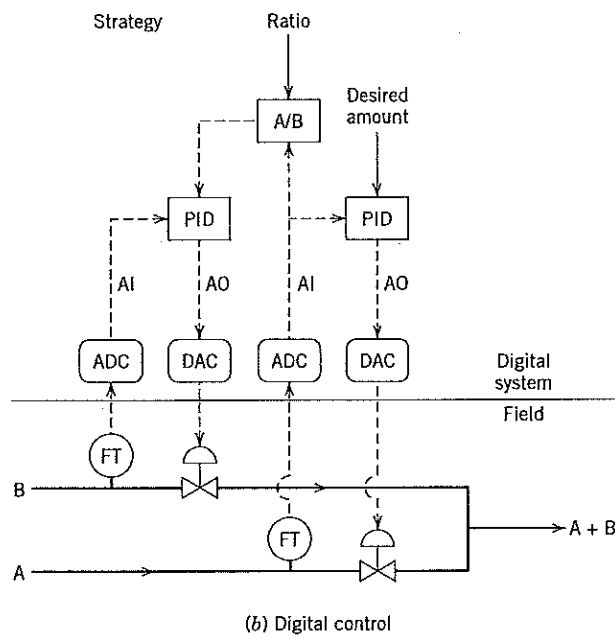 Strategy
Ratio
Desired
amount
A/B
PID
PID
AI
AO
AI
AO
ADC
DAC
ADC
DAC
Digital
system
Field
FT
B
FT
A + B
A
(b) Digital control